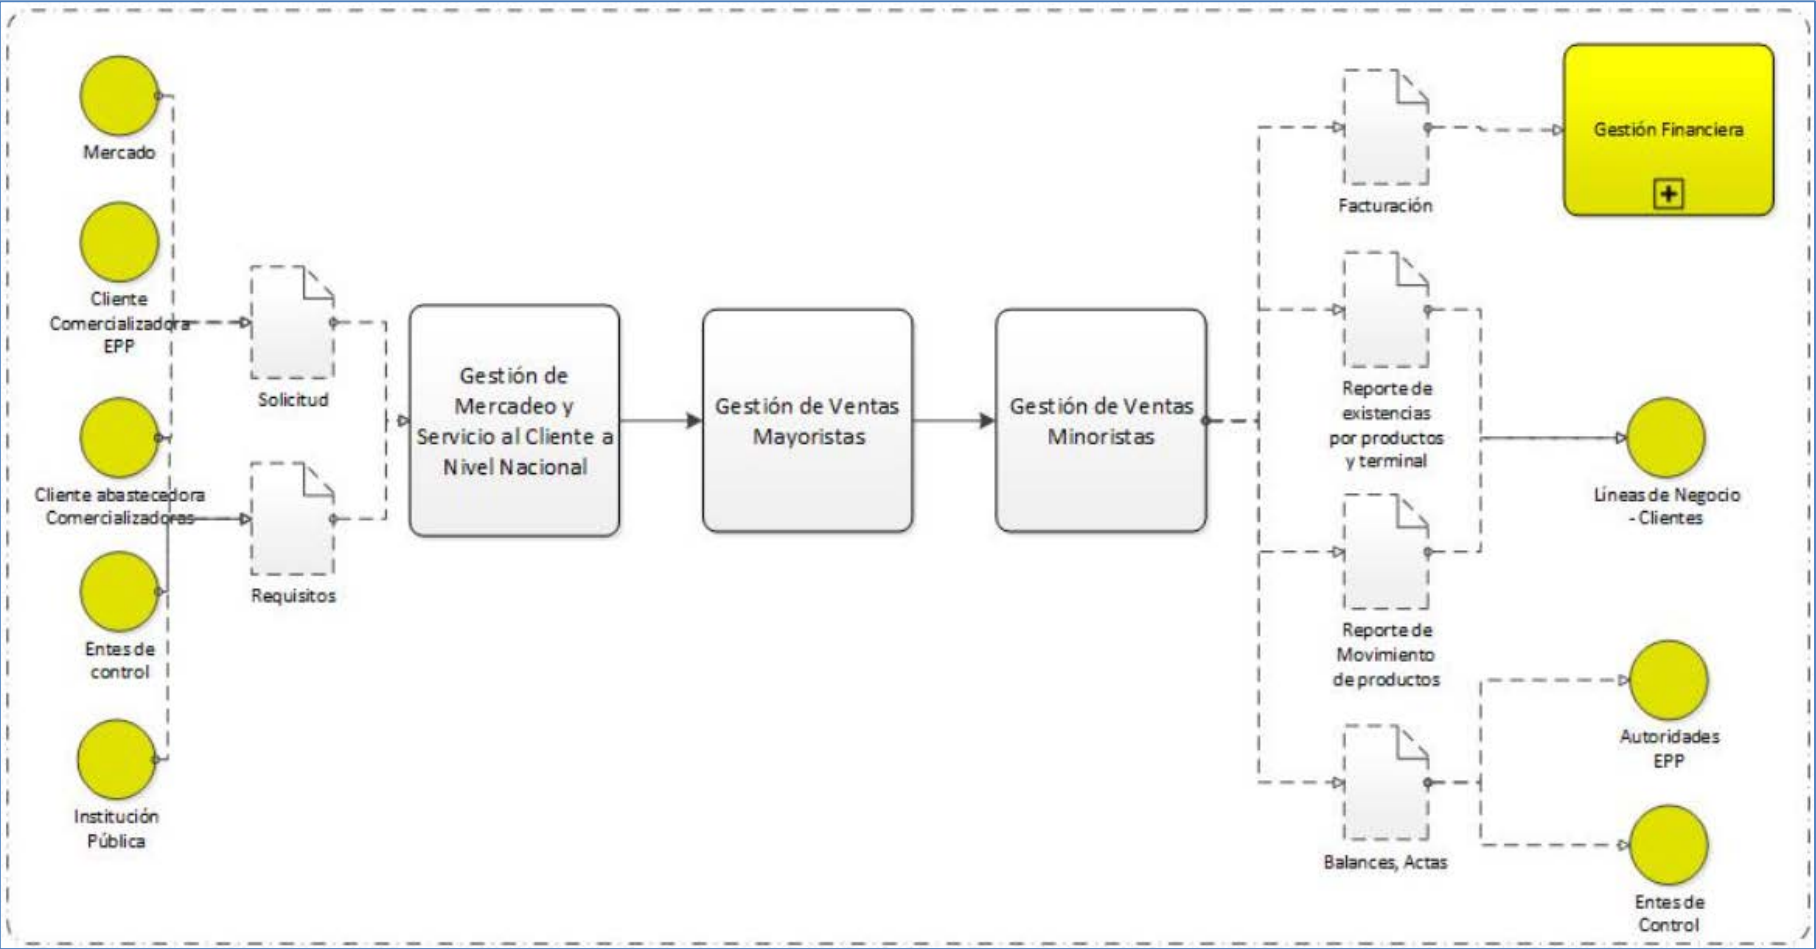 Mercado
Cliente
Comercializadora
EPP
Cliente abastecedora
Comercializadoras
Entes de
control
Institución
Pública
Solicitud
Requisitos
Gestión de
Mercadeo y
Servicio al Cliente a
Nivel Nacional
Gestión de Ventas
Mayoristas
Gestión de Ventas
Minoristas
Facturación
Reporte de
existencias
por productos
y terminal
Reporte de
Movimiento
de productos
Balances, Actas
Gestión Financiera
Líneas de Negocio
- Clientes
Autoridades
EPP
Entes de
Control